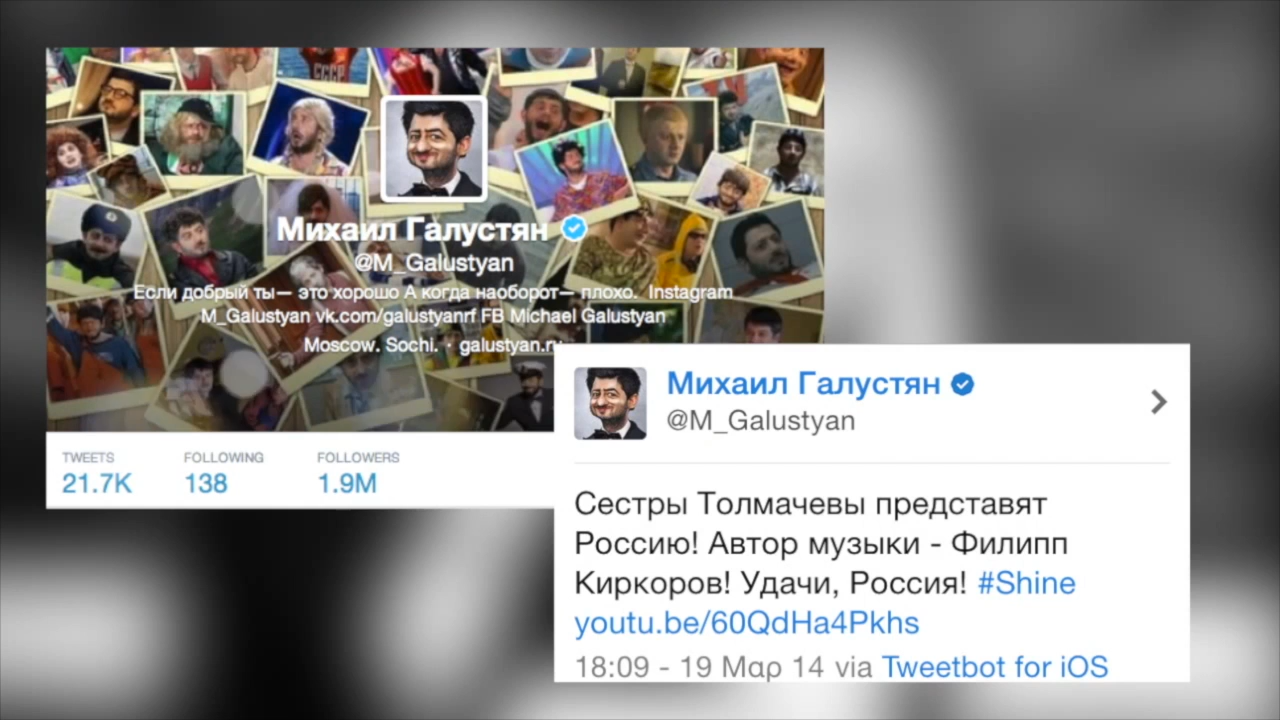 СССР
Михаил Галустян
@M_Galustyan
Если добрый ты— это хорошо А когда наоборот— плохо. Instagram
M_Galustyan vk.com/galustyanrf FB Michael Galustyan
Moscow. Sochi. · galustyan.ru
TWEETS FOLLOWING FOLLOWERS
21.7K 138 1.9M
Михаил Галустян
@M_Galustyan
Сестры Толмачевы представят
Россию! Автор музыки - Филипп
Киркоров! Удачи, Россия! #Shine
youtu.be/60QdHa4Pkhs
18:09 - 19 Μαρ 14 via Tweetbot for iOS